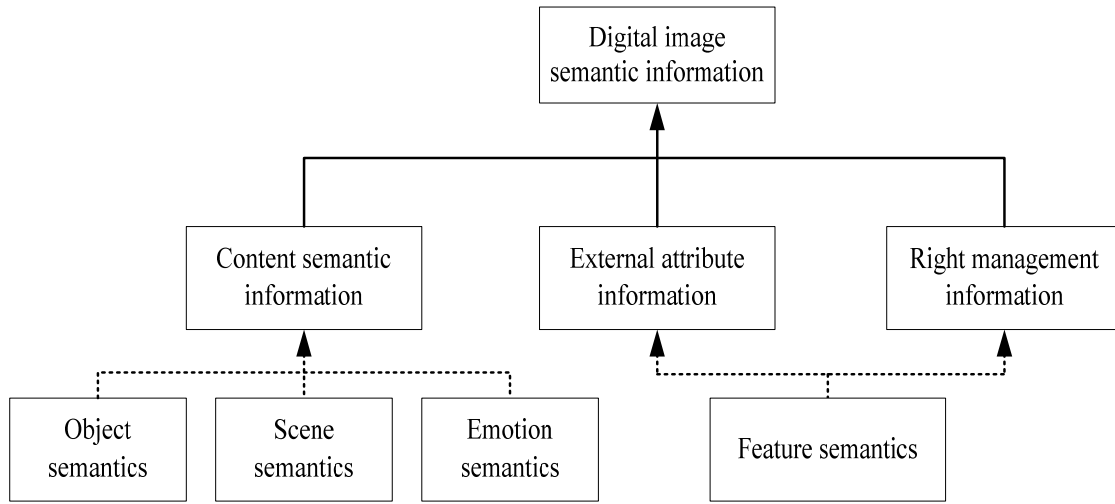 Digital image
semantic information
Content semantic
information
External attribute
information
Right management
information
Object
semantics
Scene
semantics
Emotion
semantics
Feature semantics